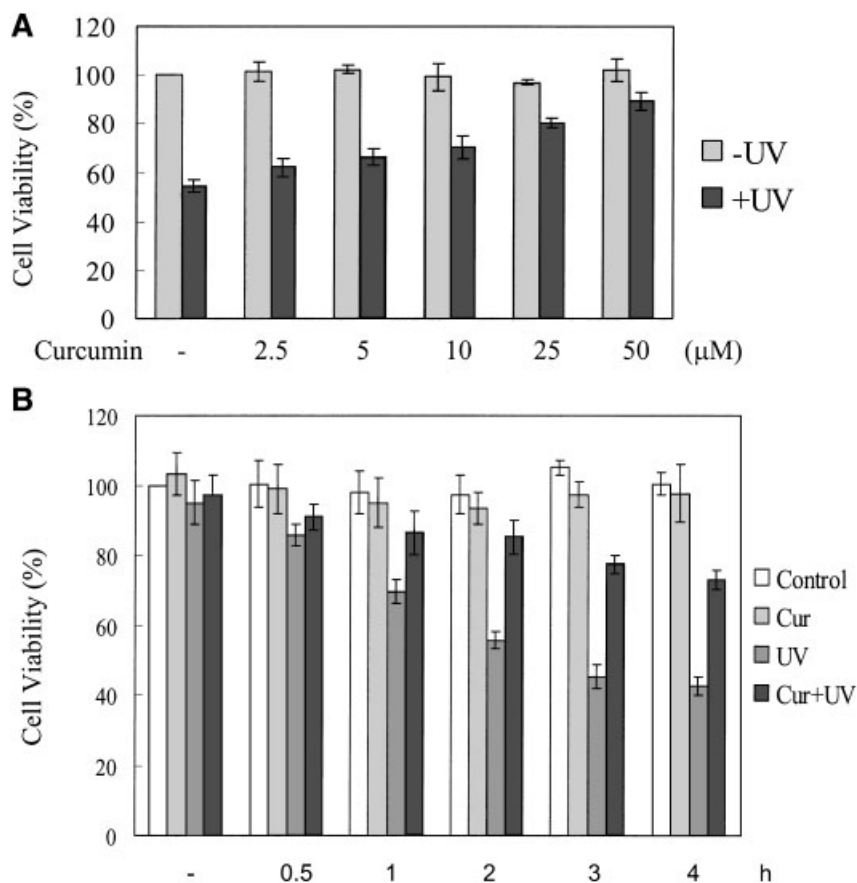 A
120
100
80
60
40
20
0
Cell Viability (%)
-UV
+UV
Curcumin - 2.5 5 10 25 50 (μM)
B
120
100
80
60
40
20
0
Cell Viability (%)
Control
Cur
UV
Cur+UV
- 0.5 1 2 3 4 h